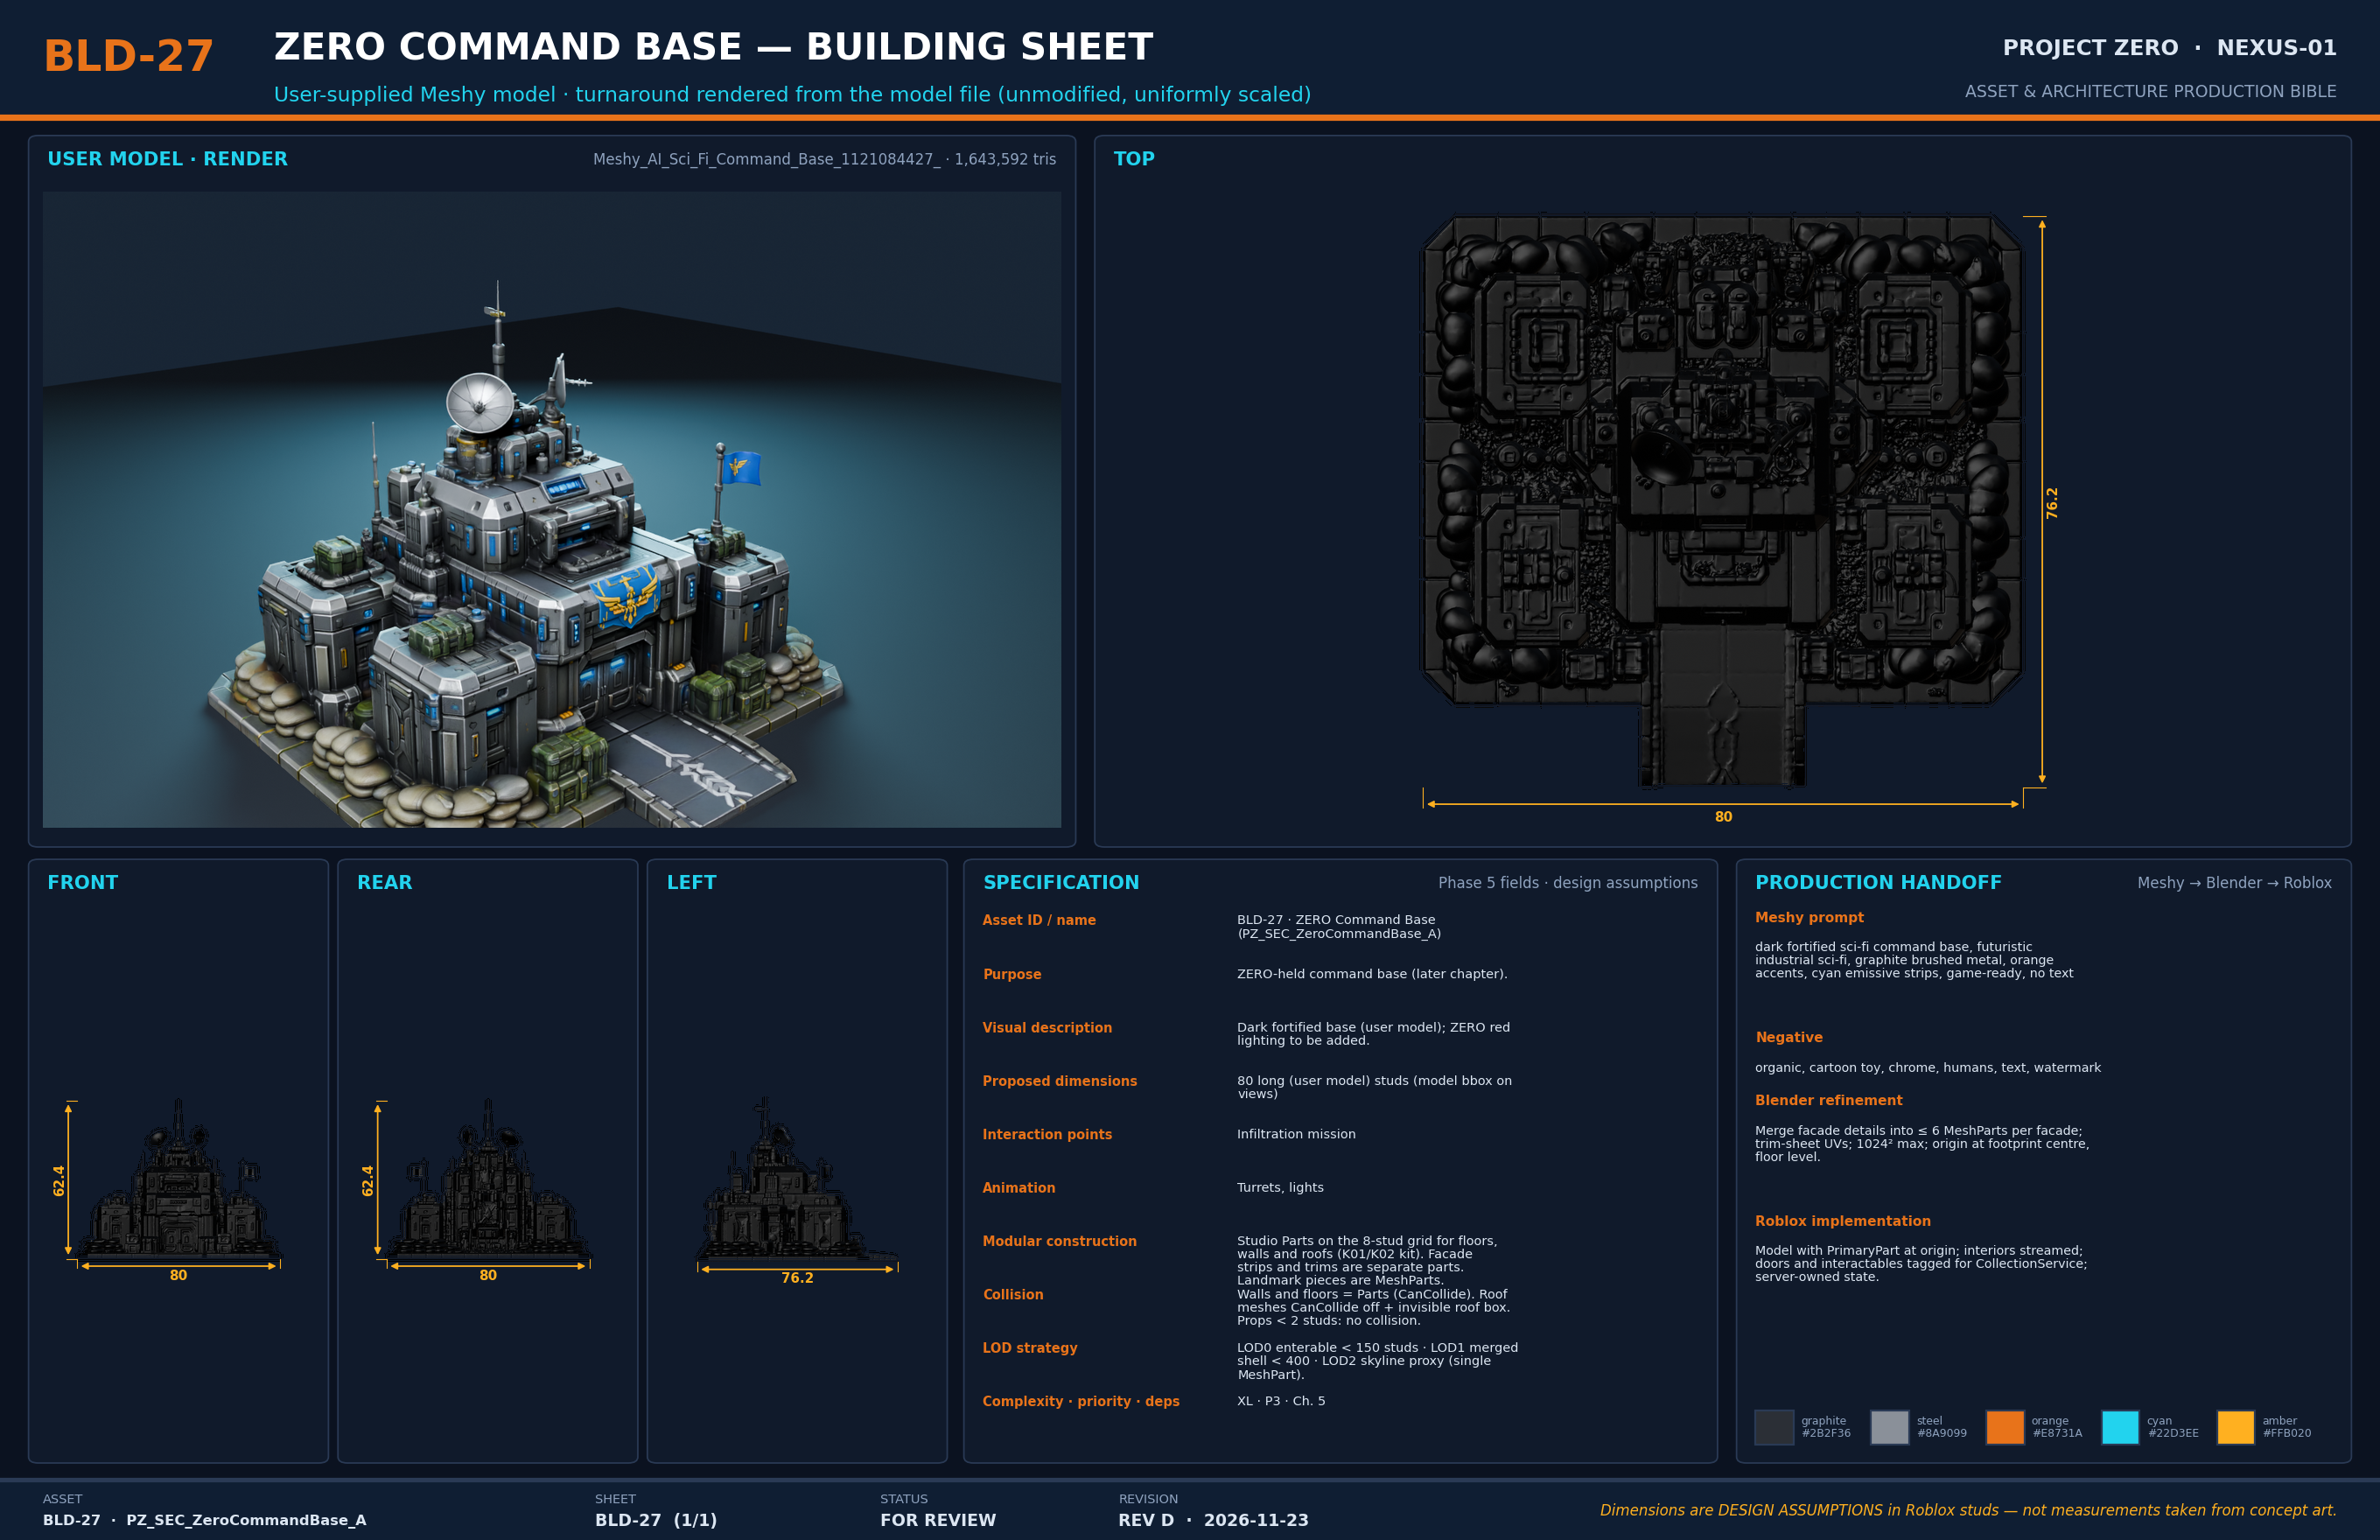 BLD-27
ZERO COMMAND BASE — BUILDING SHEET
User-supplied Meshy model · turnaround rendered from the model file (unmodified, uniformly scaled)
PROJECT ZERO · NEXUS-01
ASSET & ARCHITECTURE PRODUCTION BIBLE
USER MODEL · RENDER
Meshy_AI_Sci_Fi_Command_Base_1121084427_ · 1,643,592 tris
TOP
76.2
80
FRONT
62.4
80
REAR
62.4
80
LEFT
76.2
SPECIFICATION
Phase 5 fields · design assumptions
Asset ID / name
BLD-27 · ZERO Command Base
(PZ_SEC_ZeroCommandBase_A)
Purpose
ZERO-held command base (later chapter).
Visual description
Dark fortified base (user model); ZERO red
lighting to be added.
Proposed dimensions
80 long (user model) studs (model bbox on
views)
Interaction points
Infiltration mission
Animation
Turrets, lights
Modular construction
Studio Parts on the 8-stud grid for floors,
walls and roofs (K01/K02 kit). Facade
strips and trims are separate parts.
Landmark pieces are MeshParts.
Collision
Walls and floors = Parts (CanCollide). Roof
meshes CanCollide off + invisible roof box.
Props < 2 studs: no collision.
LOD strategy
LOD0 enterable < 150 studs · LOD1 merged
shell < 400 · LOD2 skyline proxy (single
MeshPart).
Complexity · priority · deps
XL · P3 · Ch. 5
PRODUCTION HANDOFF
Meshy → Blender → Roblox
Meshy prompt
dark fortified sci-fi command base, futuristic
industrial sci-fi, graphite brushed metal, orange
accents, cyan emissive strips, game-ready, no text
Negative
organic, cartoon toy, chrome, humans, text, watermark
Blender refinement
Merge facade details into ≤ 6 MeshParts per facade;
trim-sheet UVs; 1024² max; origin at footprint centre,
floor level.
Roblox implementation
Model with PrimaryPart at origin; interiors streamed;
doors and interactables tagged for CollectionService;
server-owned state.
graphite
#2B2F36
steel
#8A9099
orange
#E8731A
cyan
#22D3EE
amber
#FFB020
ASSET
BLD-27 · PZ_SEC_ZeroCommandBase_A
SHEET
BLD-27 (1/1)
STATUS
FOR REVIEW
REVISION
REV D · 2026-11-23
Dimensions are DESIGN ASSUMPTIONS in Roblox studs — not measurements taken from concept art.